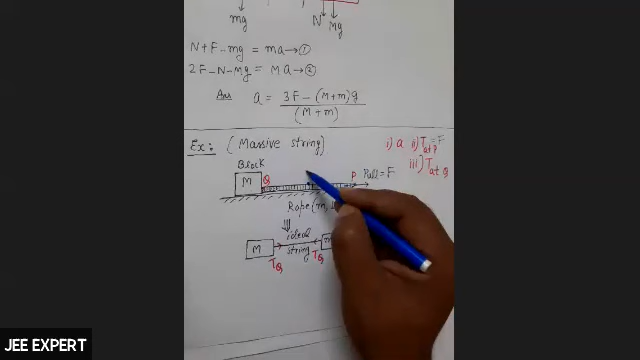 mg
N Mg
N+F-mg = ma →①
2F-N-Mg = Ma →②
Ans a = 3F - (M+m)g / (M+m)
Ex: (Massive string)
i) a ii) T at P = F
iii) T at Q
Block
M Q P Pull = F
Rope (m,
ideal
M string m
TQ TQ
JEE EXPERT